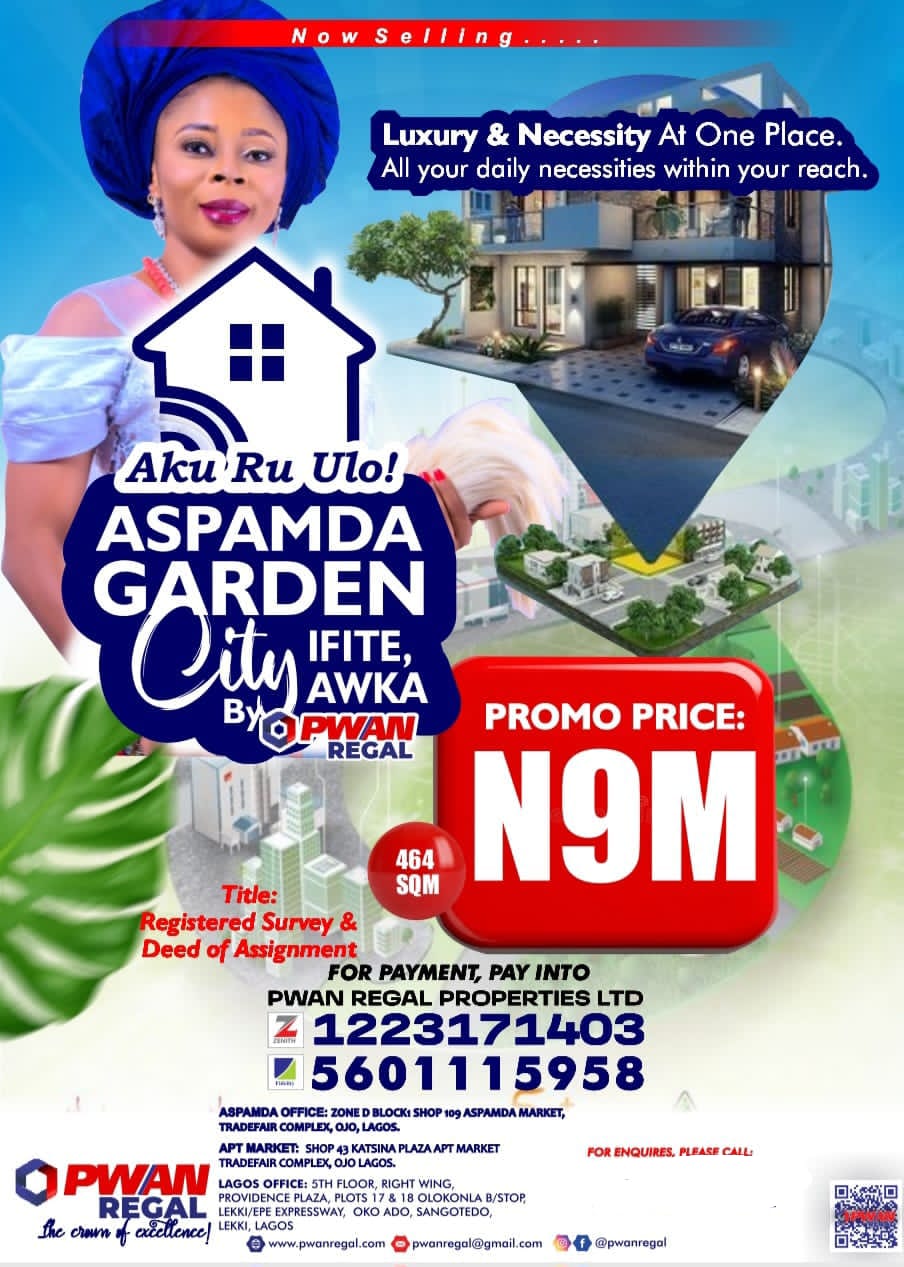 Now Selling.....
Luxury & Necessity At One Place.
All your daily necessities within your reach.
Aku Ru Ulo!
ASPAMDA
GARDEN
City IFITE,
AWKA
By PWAN
REGAL
PROMO PRICE:
N9M
464
SQM
Title:
Registered Survey &
Deed of Assignment
FOR PAYMENT, PAY INTO
PWAN REGAL PROPERTIES LTD
ZENITH 1223171403
5601115958
ASPAMDA OFFICE: ZONE D BLOCK1 SHOP 109 ASPAMDA MARKET,
TRADEFAIR COMPLEX, OJO, LAGOS.
APT MARKET: SHOP 43 KATSINA PLAZA APT MARKET
TRADEFAIR COMPLEX, OJO LAGOS.
LAGOS OFFICE: 5TH FLOOR, RIGHT WING,
PROVIDENCE PLAZA, PLOTS 17 & 18 OLOKONLA B/STOP,
LEKKI/EPE EXPRESSWAY, OKO ADO, SANGOTEDO,
LEKKI, LAGOS
FOR ENQUIRES, PLEASE CALL:
PWAN
REGAL
the crown of excellence!
www.pwanregal.com pwanregal@gmail.com @pwanregal
PWAN